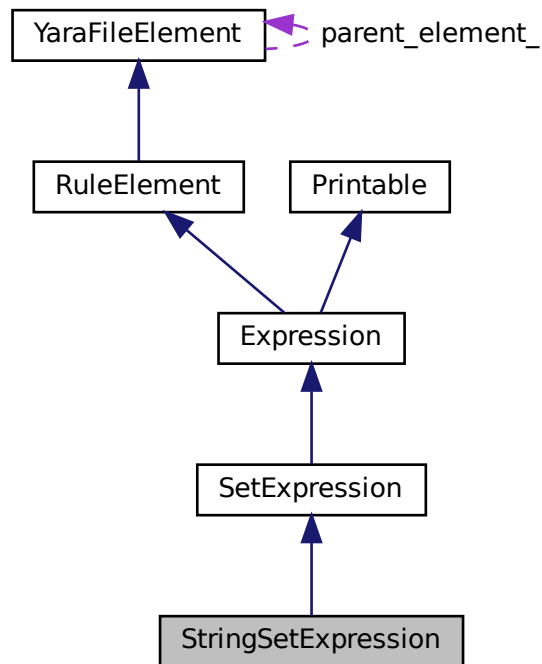 YaraFileElement
parent_element_
RuleElement
Printable
Expression
SetExpression
StringSetExpression